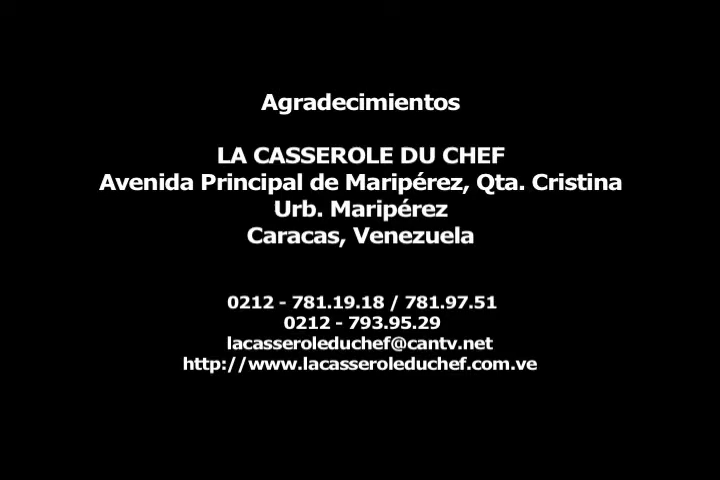 Agradecimientos
LA CASSEROLE DU CHEF
Avenida Principal de Maripérez, Qta. Cristina
Urb. Maripérez
Caracas, Venezuela
0212 - 781.19.18 / 781.97.51
0212 - 793.95.29
lacasseroleduchef@cantv.net
http://www.lacasseroleduchef.com.ve